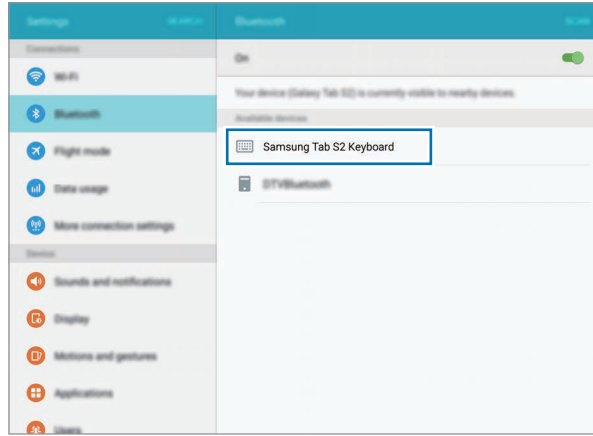 Settings
SEARCH
Bluetooth
SCAN
Connections
Wi-Fi
Bluetooth
Flight mode
Data usage
More connection settings
Device
Sounds and notifications
Display
Motions and gestures
Applications
Users
On
Your device (Galaxy Tab S2) is currently visible to nearby devices.
Available devices
Samsung Tab S2 Keyboard
DTVBluetooth